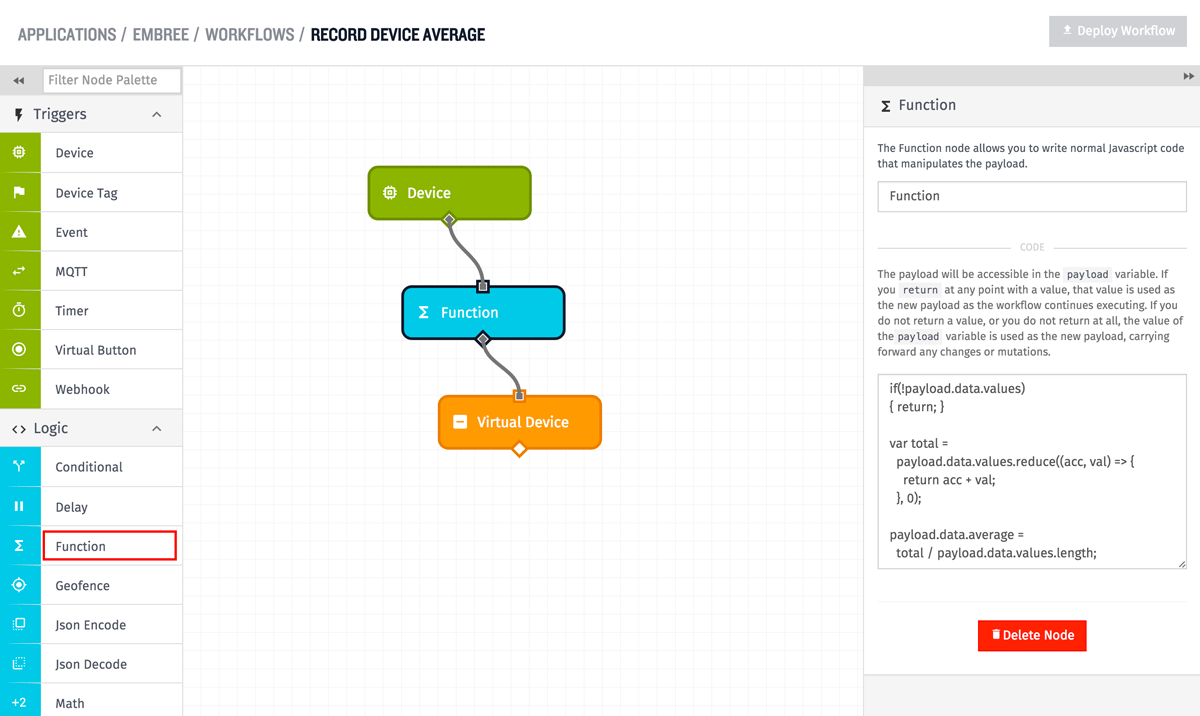 APPLICATIONS / EMBREE / WORKFLOWS / RECORD DEVICE AVERAGE
Deploy Workflow
Filter Node Palette
Triggers
Device
Device Tag
Event
MQTT
Timer
Virtual Button
Webhook
Logic
Conditional
Delay
Function
Geofence
Json Encode
Json Decode
+2 Math
Device
Function
Virtual Device
Function
The Function node allows you to write normal Javascript code
that manipulates the payload.
Function
CODE
The payload will be accessible in the payload variable. If
you return at any point with a value, that value is used as
the new payload as the workflow continues executing. If you
do not return a value, or you do not return at all, the value of
the payload variable is used as the new payload, carrying
forward any changes or mutations.
if(!payload.data.values)
{ return; }
var total =
payload.data.values.reduce((acc, val) => {
return acc + val;
}, 0);
payload.data.average =
total / payload.data.values.length;
Delete Node